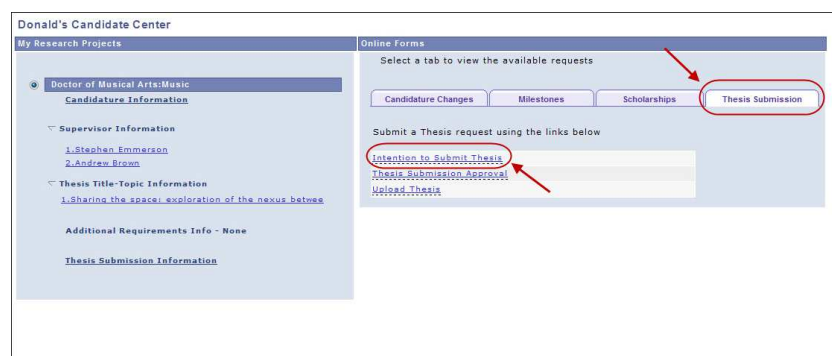 Donald's Candidate Center
My Research Projects
Doctor of Musical Arts:Music
Candidature Information
Supervisor Information
1.Stephen Emmerson
2.Andrew Brown
Thesis Title-Topic Information
1.Sharing the space: exploration of the nexus betwee
Additional Requirements Info - None
Thesis Submission Information
Online Forms
Select a tab to view the available requests
Candidature Changes
Milestones
Scholarships
Thesis Submission
Submit a Thesis request using the links below
Intention to Submit Thesis
Thesis Submission Approval
Upload Thesis